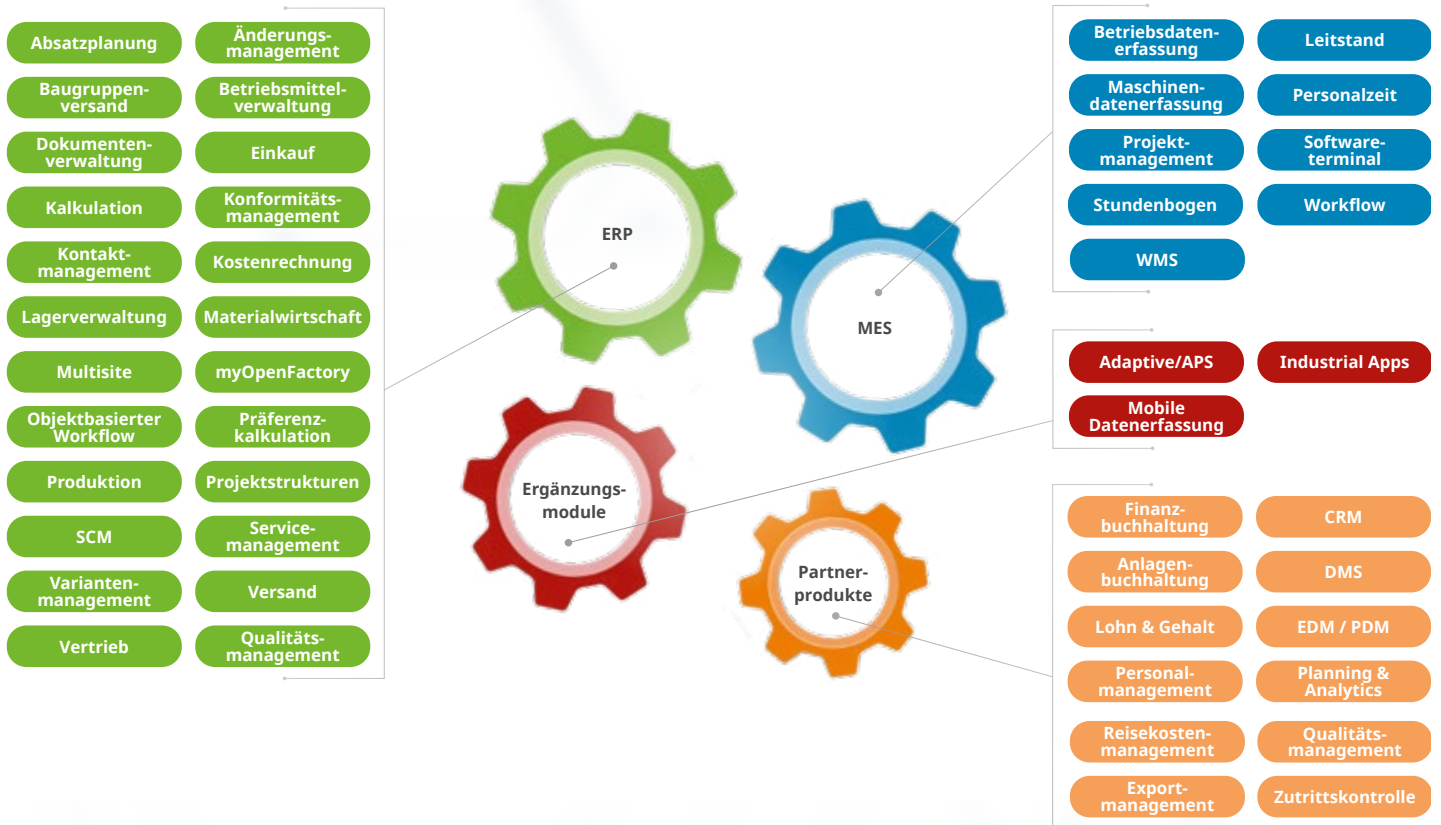 Absatzplanung
Änderungs-
management
Baugruppen-
versand
Betriebsmittel-
verwaltung
Dokumenten-
verwaltung
Einkauf
Kalkulation
Konformitäts-
management
Kontakt-
management
Kostenrechnung
Lagerverwaltung
Materialwirtschaft
Multisite
myOpenFactory
Objektbasierter
Workflow
Präferenz-
kalkulation
Produktion
Projektstrukturen
SCM
Service-
management
Varianten-
management
Versand
Vertrieb
Qualitäts-
management
ERP
MES
Ergänzungs-
module
Partner-
produkte
Betriebsdaten-
erfassung
Leitstand
Maschinen-
datenerfassung
Personalzeit
Projekt-
management
Software-
terminal
Stundenbogen
Workflow
WMS
Adaptive/APS
Industrial Apps
Mobile
Datenerfassung
Finanz-
buchhaltung
CRM
Anlagen-
buchhaltung
DMS
Lohn & Gehalt
EDM / PDM
Personal-
management
Planning &
Analytics
Reisekosten-
management
Qualitäts-
management
Export-
management
Zutrittskontrolle